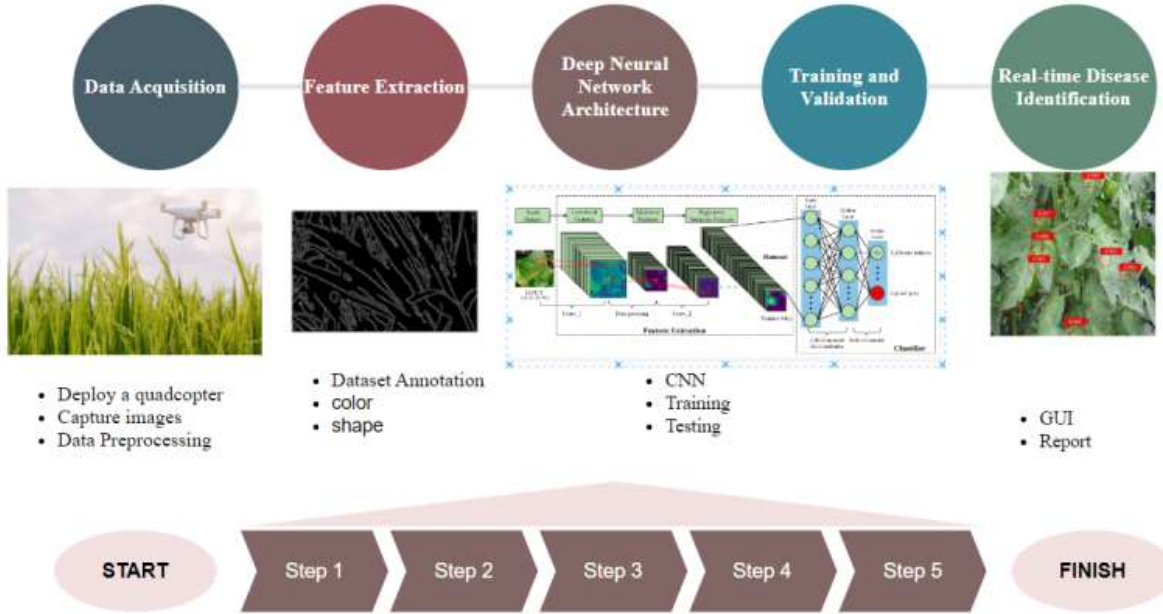 Data Acquisition
Feature Extraction
Deep Neural
Network
Architecture
Training and
Validation
Real-time Disease
Identification
Feature Extraction
Classifier
• Deploy a quadcopter
• Capture images
• Data Preprocessing
• Dataset Annotation
• color
• shape
• CNN
• Training
• Testing
• GUI
• Report
START
Step 1
Step 2
Step 3
Step 4
Step 5
FINISH